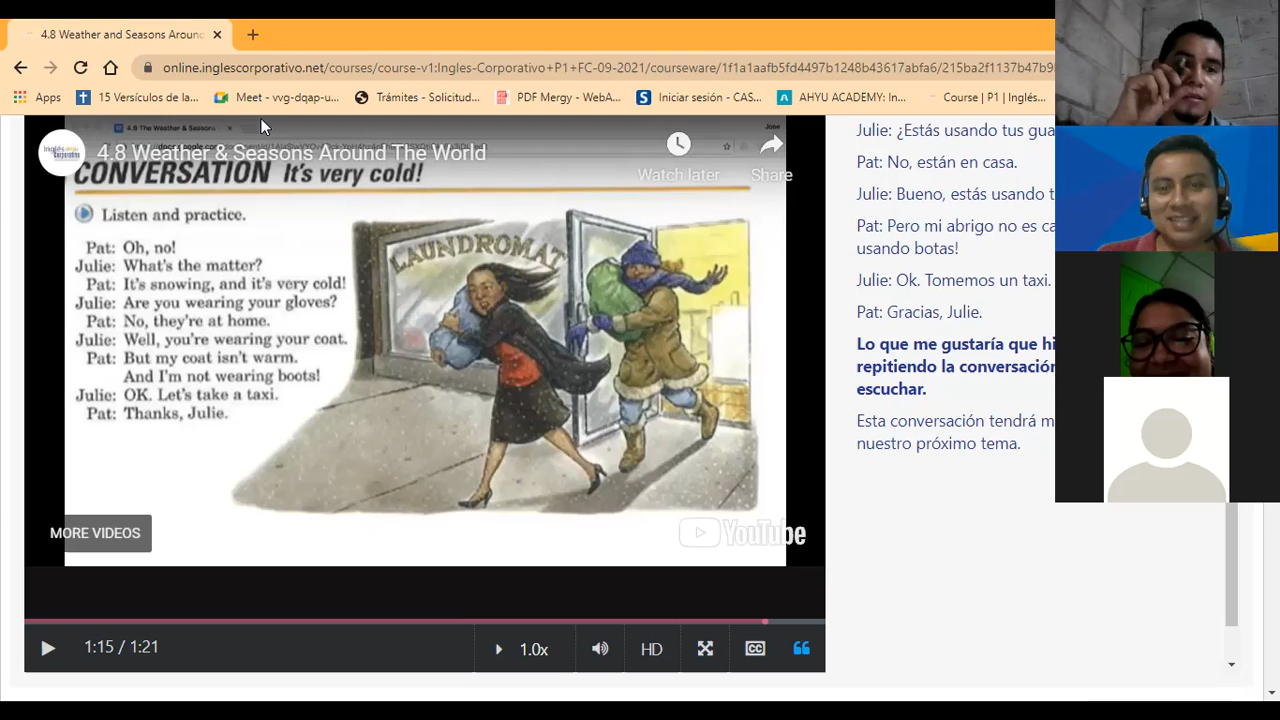 4.8 Weather and Seasons Aroun
online.inglescorporativo.net/courses/course-v1:Ingles-Corporativo+P1+FC-09-2021/courseware/1f1a1aafb5fd4497b1248b43617abfa6/215ba2f1137b47b9
Apps
15 Versículos de la...
Meet - vvg-dqap-u...
Trámites - Solicitud...
PDF Mergy - WebA...
Iniciar sesión - CAS...
AHYU ACADEMY: In...
Course | P1 | Inglés...
Inglés
Corporativo
4.8 Weather & Seasons Around The World
Watch later
Share
CONVERSATION It's very cold!
Listen and practice.
Pat: Oh, no!
Julie: What's the matter?
Pat: It's snowing, and it's very cold!
Julie: Are you wearing your gloves?
Pat: No, they're at home.
Julie: Well, you're wearing your coat.
Pat: But my coat isn't warm.
And I'm not wearing boots!
Julie: OK. Let's take a taxi.
Pat: Thanks, Julie.
LAUNDROMAT
MORE VIDEOS
YouTube
1:15 / 1:21
1.0x
HD
CC
Julie: ¿Estás usando tus gua
Pat: No, están en casa.
Julie: Bueno, estás usando t
Pat: Pero mi abrigo no es ca
usando botas!
Julie: Ok. Tomemos un taxi.
Pat: Gracias, Julie.
Lo que me gustaría que hi
repitiendo la conversación
escuchar.
Esta conversación tendrá m
nuestro próximo tema.